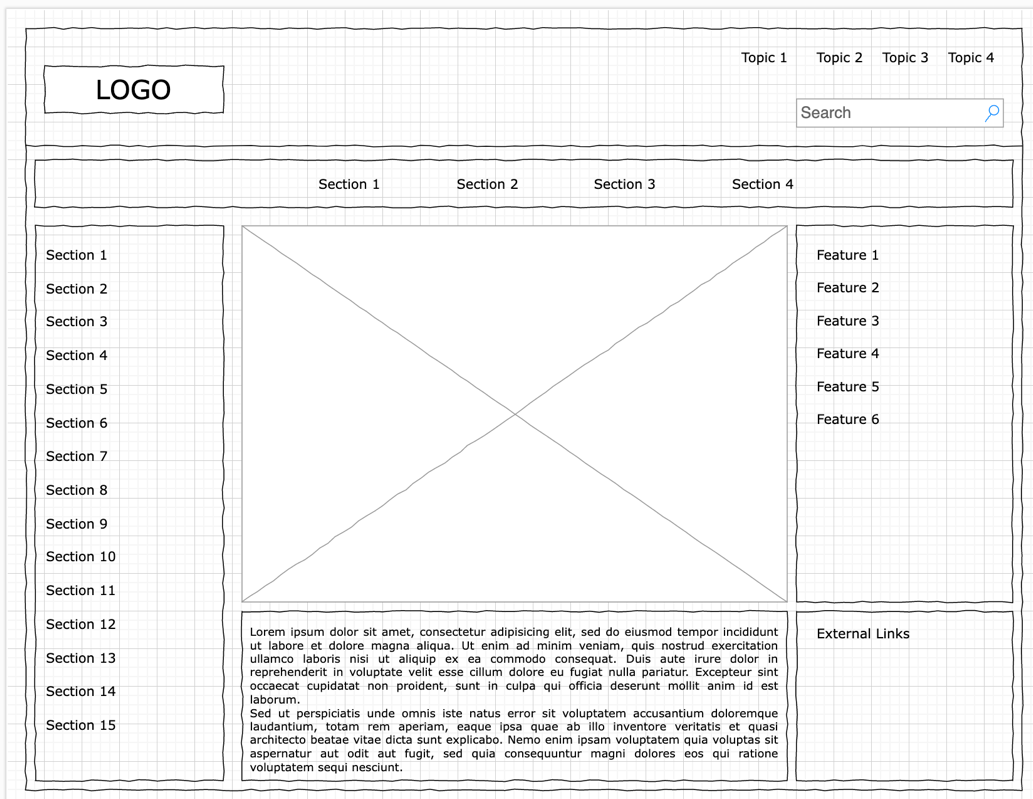 Topic 1 Topic 2 Topic 3 Topic 4
LOGO
Search
Section 1 Section 2 Section 3 Section 4
Section 1
Section 2
Section 3
Section 4
Section 5
Section 6
Section 7
Section 8
Section 9
Section 10
Section 11
Section 12
Section 13
Section 14
Section 15
Lorem ipsum dolor sit amet, consectetur adipisicing elit, sed do eiusmod tempor incididunt
ut labore et dolore magna aliqua. Ut enim ad minim veniam, quis nostrud exercitation
ullamco laboris nisi ut aliquip ex ea commodo consequat. Duis aute irure dolor in
reprehenderit in voluptate velit esse cillum dolore eu fugiat nulla pariatur. Excepteur sint
occaecat cupidatat non proident, sunt in culpa qui officia deserunt mollit anim id est
laborum.
Sed ut perspiciatis unde omnis iste natus error sit voluptatem accusantium doloremque
laudantium, totam rem aperiam, eaque ipsa quae ab illo inventore veritatis et quasi
architecto beatae vitae dicta sunt explicabo. Nemo enim ipsam voluptatem quia voluptas sit
aspernatur aut odit aut fugit, sed quia consequuntur magni dolores eos qui ratione
voluptatem sequi nesciunt.
Feature 1
Feature 2
Feature 3
Feature 4
Feature 5
Feature 6
External Links